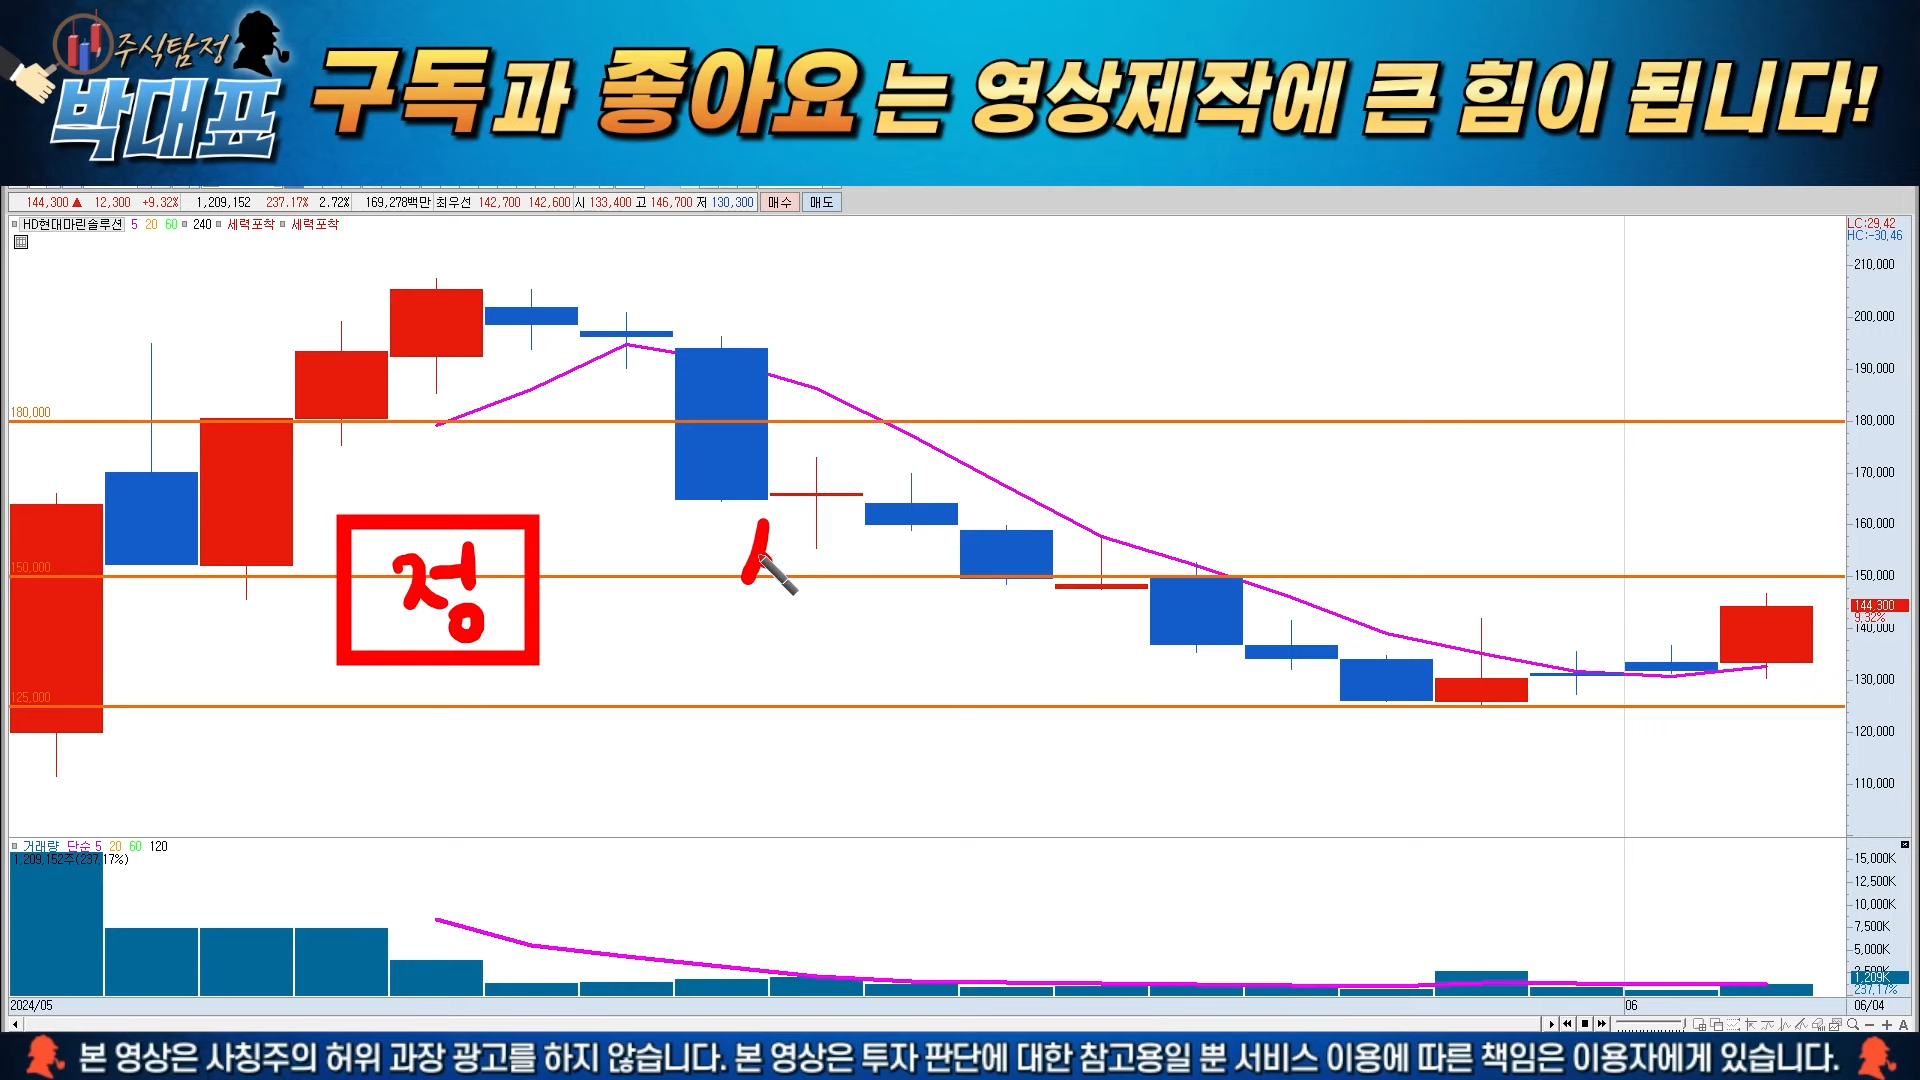 주식탐정
박대표
구독과 좋아요는 영상제작에 큰 힘이 됩니다!
144,300 ▲ 12,300 +9.32% 1,209,152 237.17% 2.72% 169,278백만 최우선 142,700 142,600 시 133,400 고 146,700 저 130,300 매수 매도
HD현대마린솔루션 5 20 60 240 세력포착 세력포착
LC:29.42
HC:-30.46
210,000
200,000
190,000
180,000
180,000
170,000
160,000
150,000
150,000
144,300
9.32%
140,000
130,000
125,000
120,000
110,000
정
거래량 단순 5 20 60 120
1,209,152주(237.17%)
15,000K
12,500K
10,000K
7,500K
5,000K
2,500K
1,209K
237.17%
2024/05 06 06/04
본 영상은 사칭주의 허위 과장 광고를 하지 않습니다. 본 영상은 투자 판단에 대한 참고용일 뿐 서비스 이용에 따른 책임은 이용자에게 있습니다.